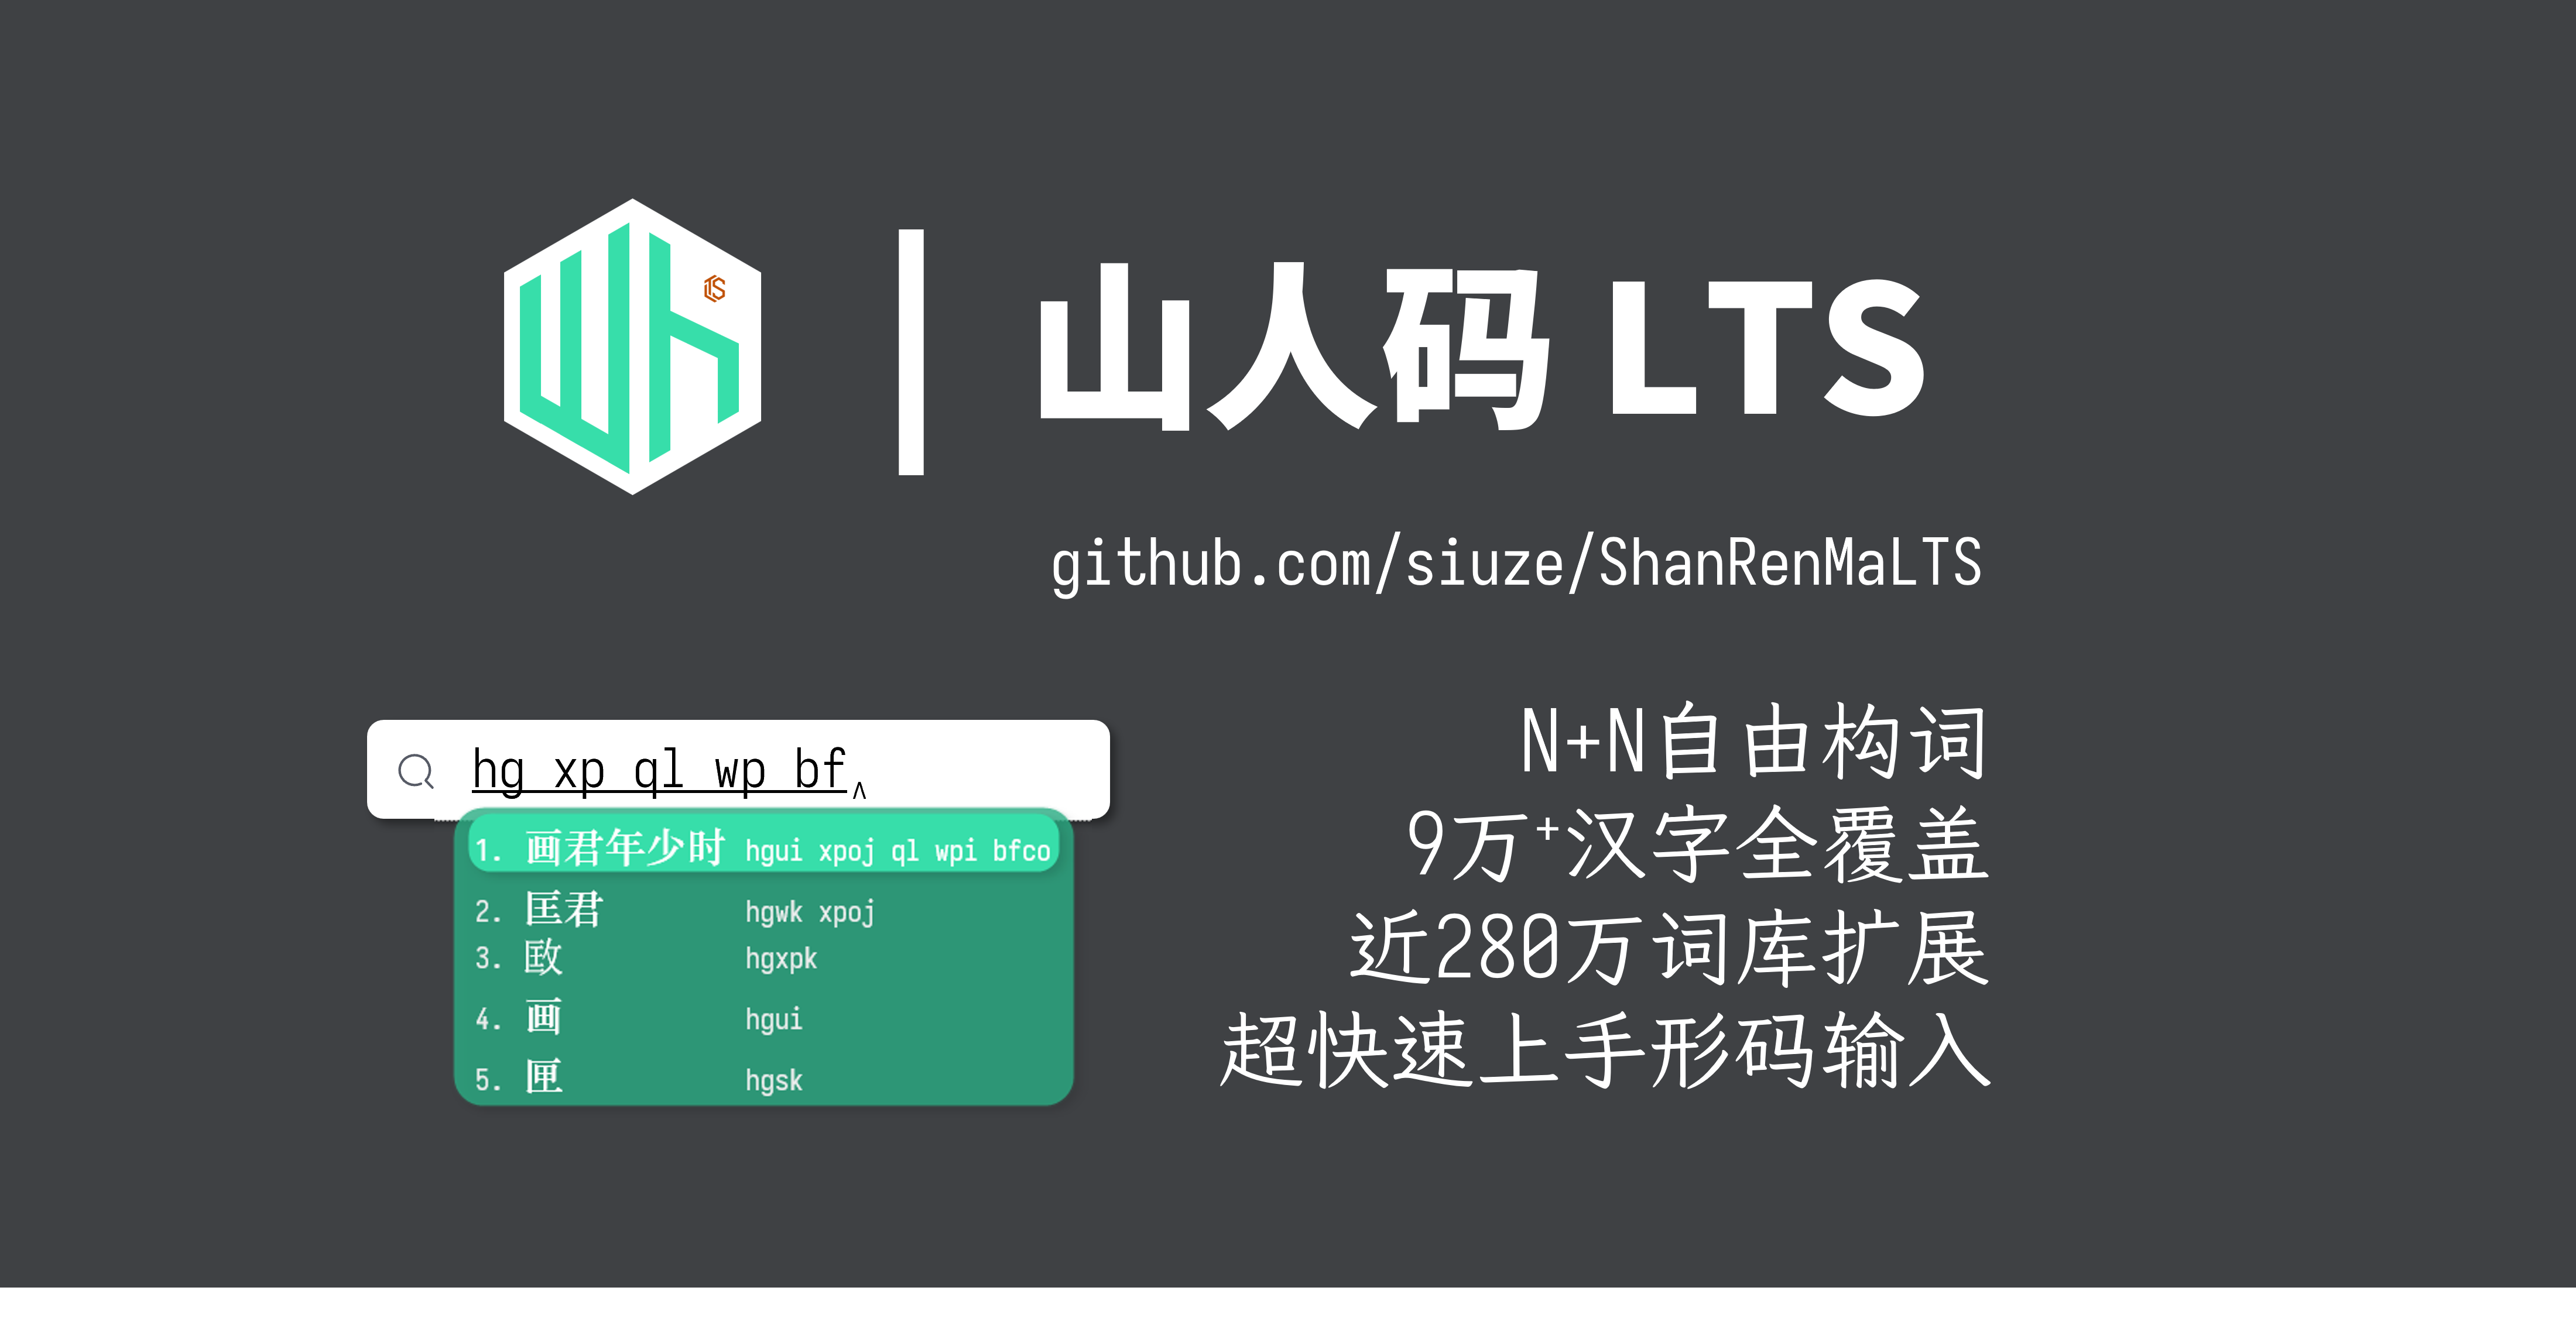 LTS
山人码 LTS
github.com/siuze/ShanRenMaLTS
hg xp ql wp bf‸
1. 画君年少时 hgui xpoj ql wpi bfco
2. 匡君 hgwk xpoj
3. hgxpk
4. 画 hgui
5. 匣 hgsk
N+N自由构词
9万⁺汉字全覆盖
近280万词库扩展
超快速上手形码输入